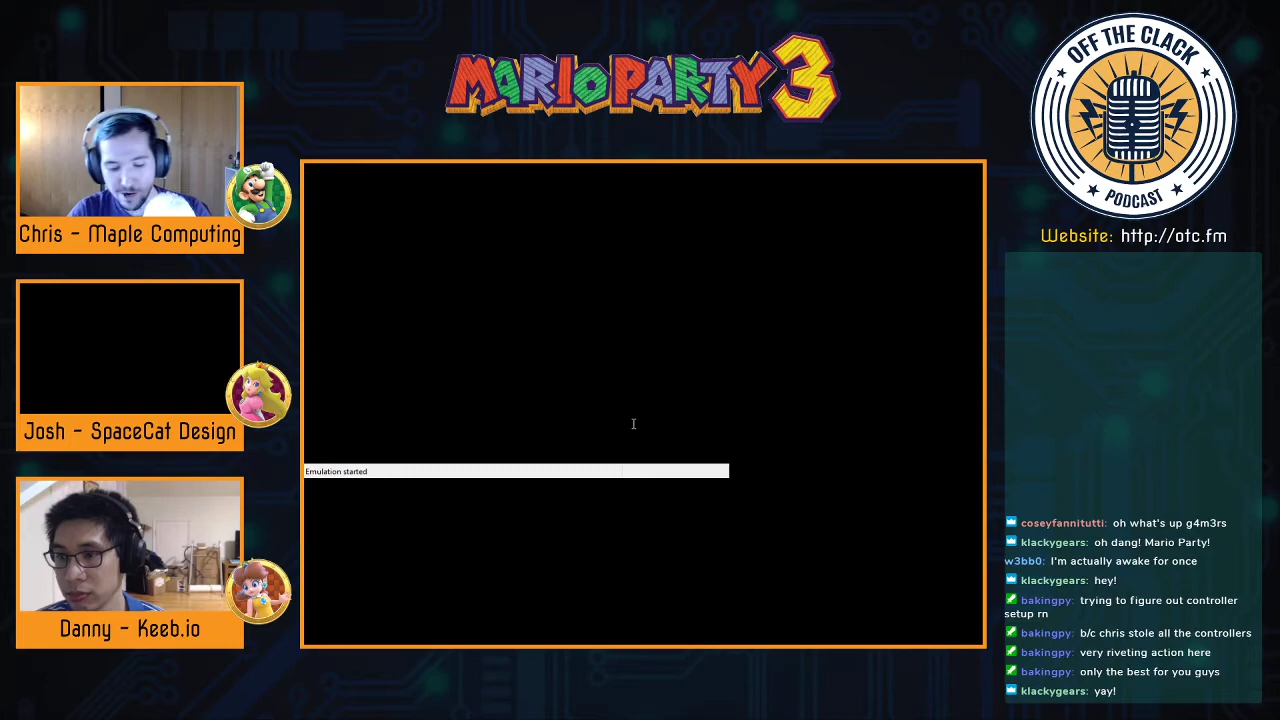 MARIO PARTY 3
OFF THE CLACK
PODCAST
Website: http://otc.fm
Chris - Maple Computing
Josh - SpaceCat Design
Danny - Keeb.io
Emulation started
coseyfannitutti: oh what's up g4m3rs
klackygears: oh dang! Mario Party!
w3bb0: I'm actually awake for once
klackygears: hey!
bakingpy: trying to figure out controller
setup rn
bakingpy: b/c chris stole all the controllers
bakingpy: very riveting action here
bakingpy: only the best for you guys
klackygears: yay!